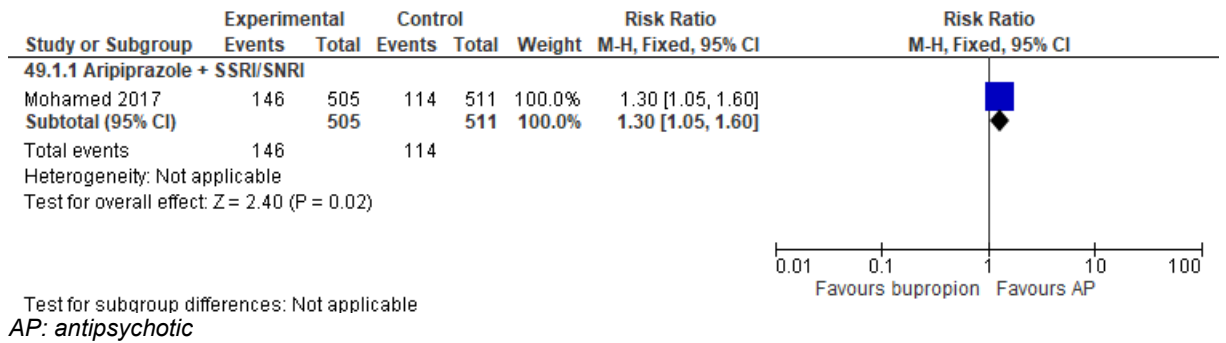 Experimental Control Risk Ratio Risk Ratio
Study or Subgroup Events Total Events Total Weight M-H, Fixed, 95% CI M-H, Fixed, 95% CI
49.1.1 Aripiprazole + SSRI/SNRI
Mohamed 2017 146 505 114 511 100.0% 1.30 [1.05, 1.60]
Subtotal (95% CI) 505 511 100.0% 1.30 [1.05, 1.60]
Total events 146 114
Heterogeneity: Not applicable
Test for overall effect: Z = 2.40 (P = 0.02)
0.01 0.1 1 10 100
Favours bupropion Favours AP
Test for subgroup differences: Not applicable
AP: antipsychotic